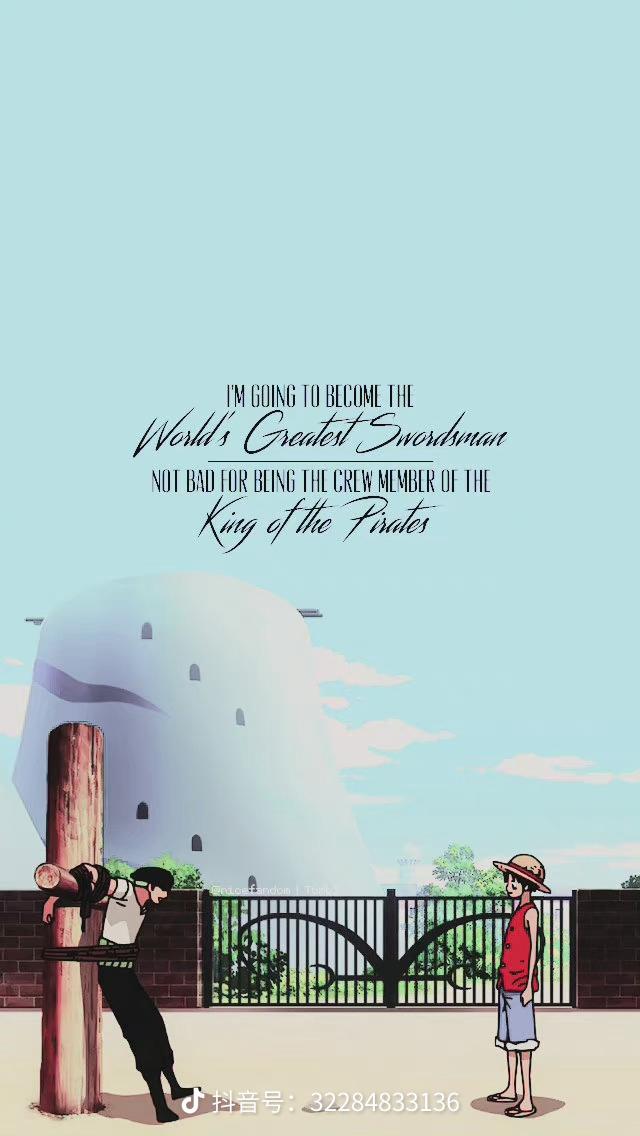 I'M GOING TO BECOME THE
World's Greatest Swordsman
NOT BAD FOR BEING THE CREW MEMBER OF THE
King of the Pirates
@nicefandom |
抖音号：32284833136